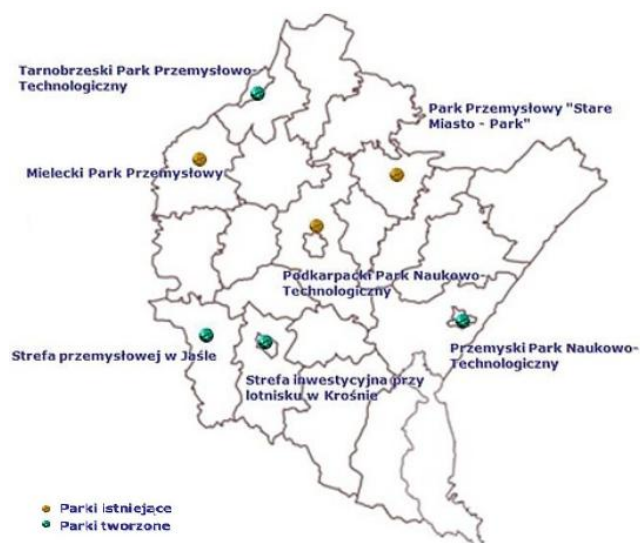 Tarnobrzeski Park Przemysłowo-
Technologiczny
Park Przemysłowy "Stare
Miasto - Park"
Mielecki Park Przemysłowy
Podkarpacki Park Naukowo-
Technologiczny
Strefa przemysłowej w Jaśle
Strefa inwestycyjna przy
lotnisku w Krośnie
Przemyski Park Naukowo-
Technologiczny
Parki istniejące
Parki tworzone